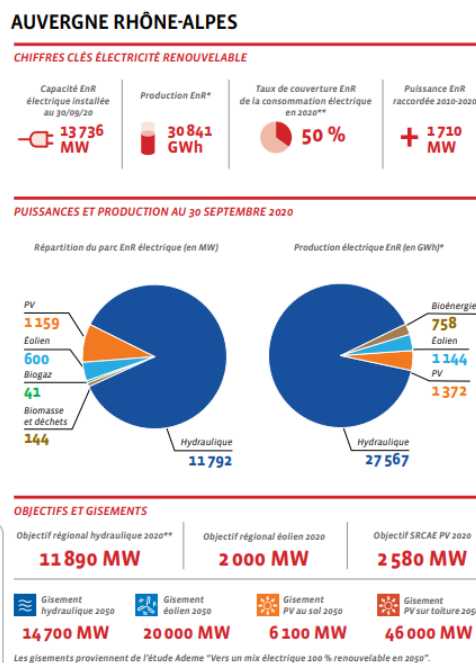 AUVERGNE RHÔNE-ALPES
CHIFFRES CLÉS ÉLECTRICITÉ RENOUVELABLE
Capacité EnR
électrique installée
au 30/09/20
13 736
MW
Production EnR*
30 841
GWh
Taux de couverture EnR
de la consommation électrique
en 2020**
50 %
Puissance EnR
raccordée 2010-2020
+ 1 710
MW
PUISSANCES ET PRODUCTION AU 30 SEPTEMBRE 2020
Répartition du parc EnR électrique (en MW)
PV
1 159
Éolien
600
Biogaz
41
Biomasse
et déchets
144
Hydraulique
11 792
Production électrique EnR (en GWh)*
Bioénergie
758
Éolien
1 144
PV
1 372
Hydraulique
27 567
OBJECTIFS ET GISEMENTS
Objectif régional hydraulique 2020**
11 890 MW
Objectif régional éolien 2020
2 000 MW
Objectif SRCAE PV 2020
2 580 MW
Gisement
hydraulique 2050
14 700 MW
Gisement
éolien 2050
20 000 MW
Gisement
PV au sol 2050
6 100 MW
Gisement
PV sur toiture 2050
46 000 MW
Les gisements proviennent de l'étude Ademe "Vers un mix électrique 100 % renouvelable en 2050".